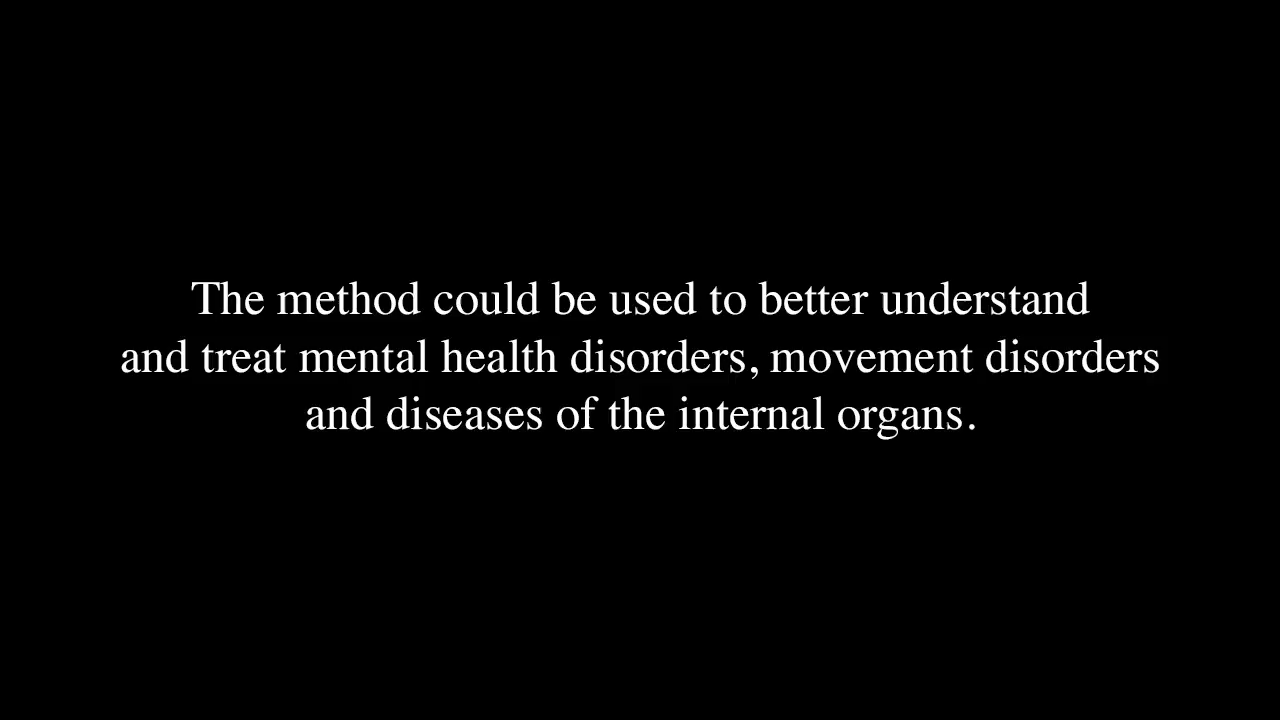 The method could be used to better understand
and treat mental health disorders, movement disorders
and diseases of the internal organs.